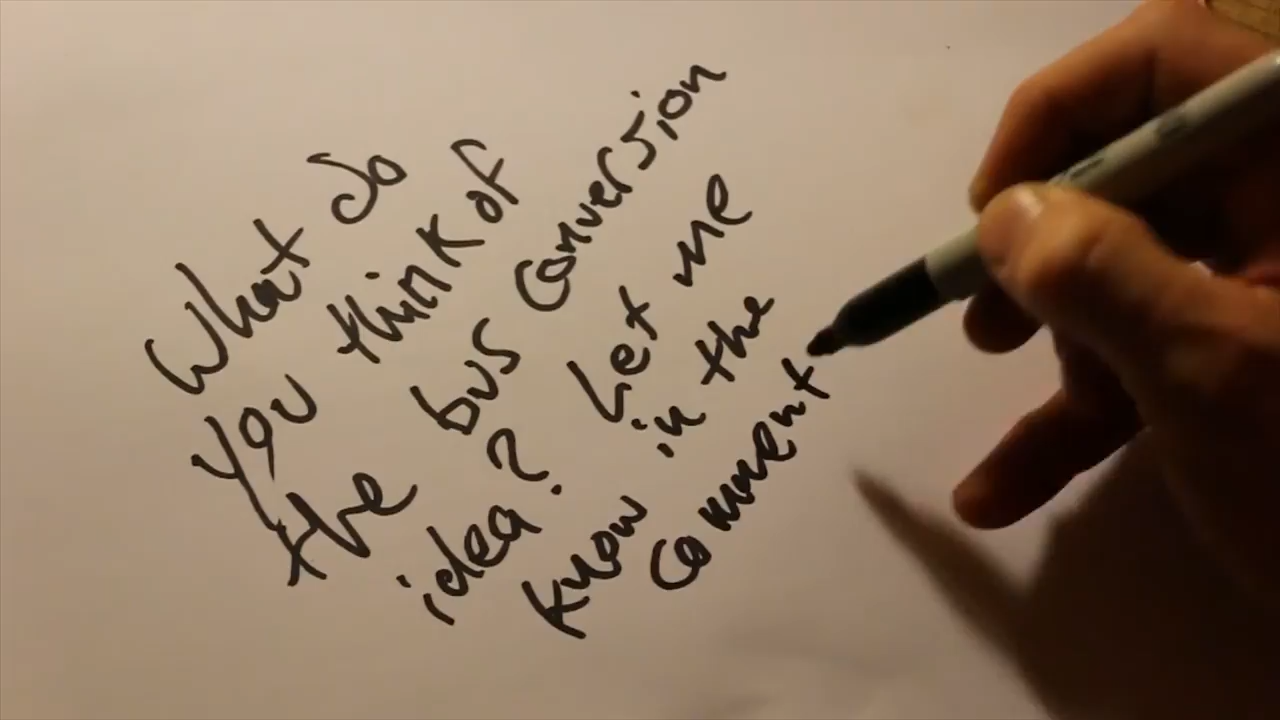 What do
you think of
the bus conversion
idea? Let me
know in the
comment